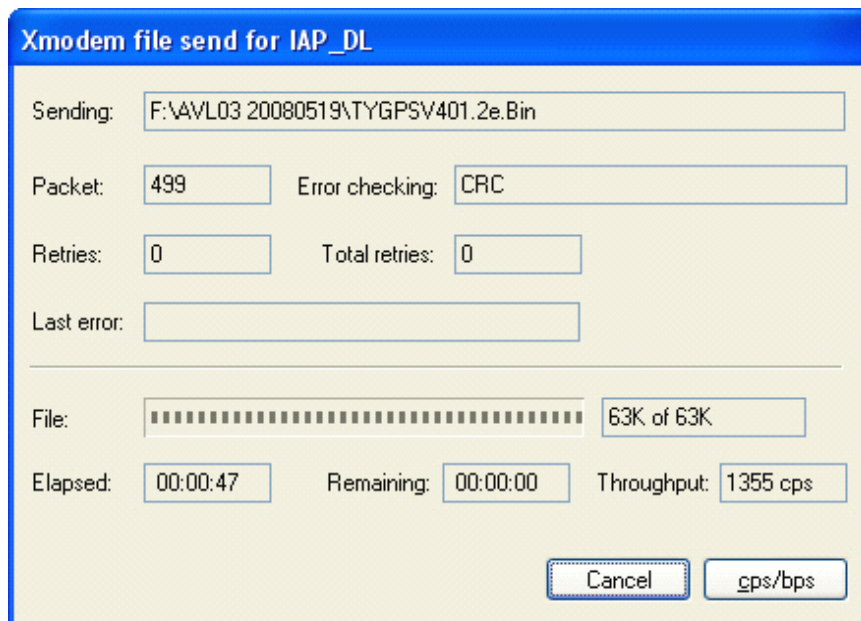 Xmodem file send for IAP_DL
Sending: F:\AVL03 20080519\TYGPSV401.2e.Bin
Packet: 499 Error checking: CRC
Retries: 0 Total retries: 0
Last error:
File: 63K of 63K
Elapsed: 00:00:47 Remaining: 00:00:00 Throughput: 1355 cps
Cancel cps/bps